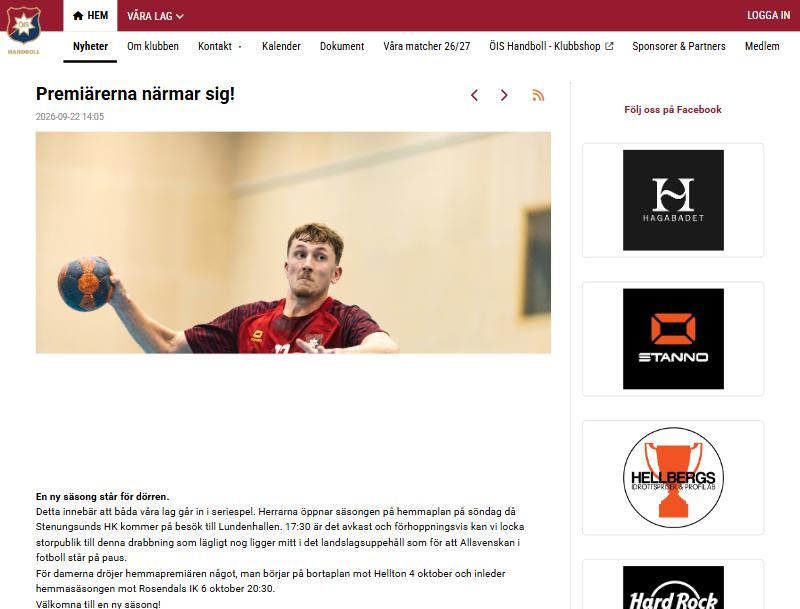 ÖIS
HANDBOLL
HEM
VÅRA LAG
LOGGA IN
Nyheter
Om klubben
Kontakt
Kalender
Dokument
Våra matcher 26/27
ÖIS Handboll - Klubbshop
Sponsorer & Partners
Medlem
Premiärerna närmar sig!
2026-09-22 14:05
Följ oss på Facebook
HAGABADET
STANNO
HELLBERGS
IDROTTSPRISER & PROFIL AB
Hard Rock
En ny säsong står för dörren.
Detta innebär att båda våra lag går in i seriespel. Herrarna öppnar säsongen på hemmaplan på söndag då
Stenungsunds HK kommer på besök till Lundenhallen. 17:30 är det avkast och förhoppningsvis kan vi locka
storpublik till denna drabbning som lägligt nog ligger mitt i det landslagsuppehåll som för att Allsvenskan i
fotboll står på paus.
För damerna dröjer hemmapremiären något, man börjar på bortaplan mot Hellton 4 oktober och inleder
hemmasäsongen mot Rosendals IK 6 oktober 20:30.
Välkomna till en ny säsong!